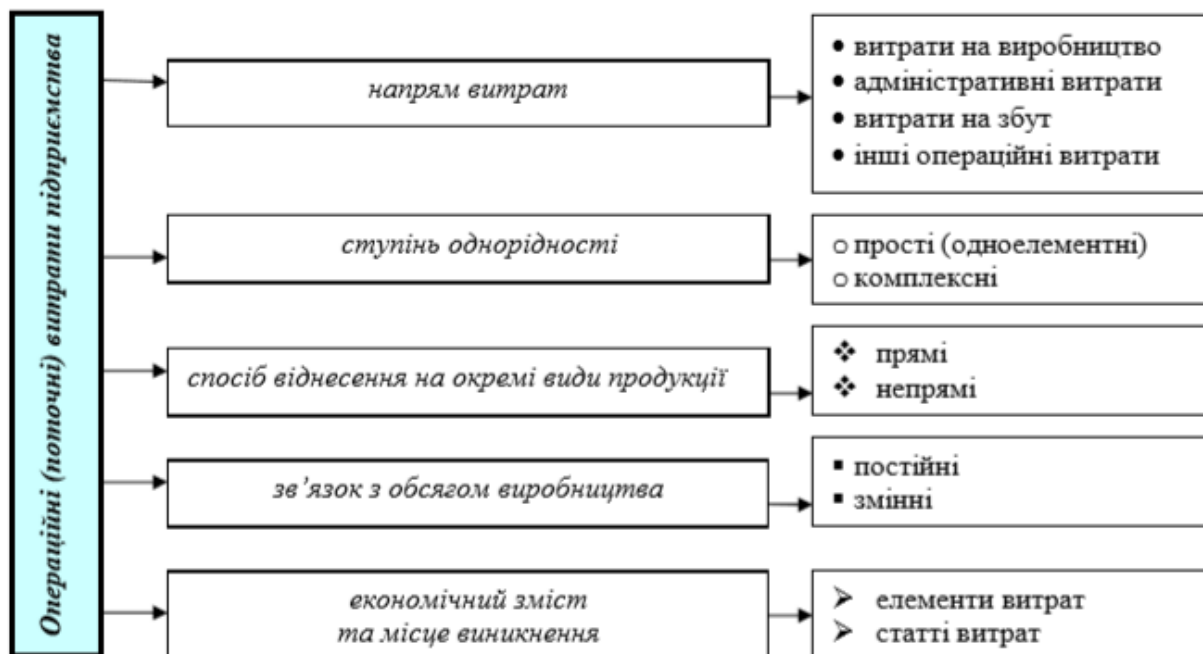 Операційні (поточні) витрати підприємства
напрям витрат
• витрати на виробництво
• адміністративні витрати
• витрати на збут
• інші операційні витрати
ступінь однорідності
○ прості (одноелементні)
○ комплексні
спосіб віднесення на окремі види продукції
❖ прямі
❖ непрямі
зв’язок з обсягом виробництва
▪ постійні
▪ змінні
економічний зміст
та місце виникнення
➢ елементи витрат
➢ статті витрат